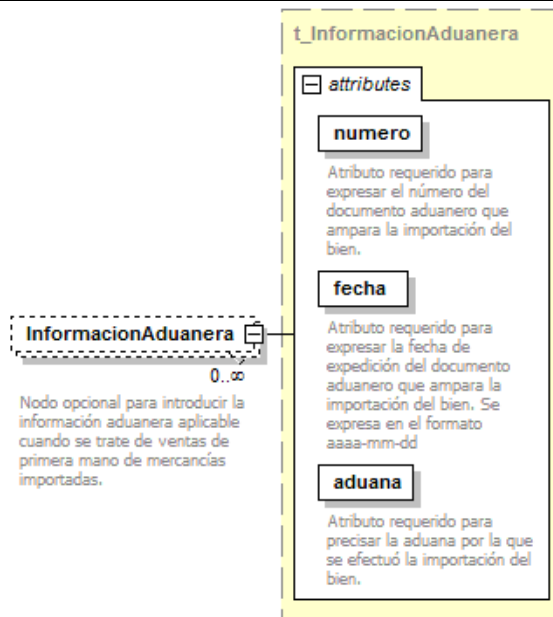 t_InformacionAduanera
attributes
numero
Atributo requerido para
expresar el número del
documento aduanero que
ampara la importación del
bien.
fecha
Atributo requerido para
expresar la fecha de
expedición del documento
aduanero que ampara la
importación del bien. Se
expresa en el formato
aaaa-mm-dd
InformacionAduanera
0..∞
Nodo opcional para introducir la
información aduanera aplicable
cuando se trate de ventas de
primera mano de mercancías
importadas.
aduana
Atributo requerido para
precisar la aduana por la que
se efectuó la importación del
bien.